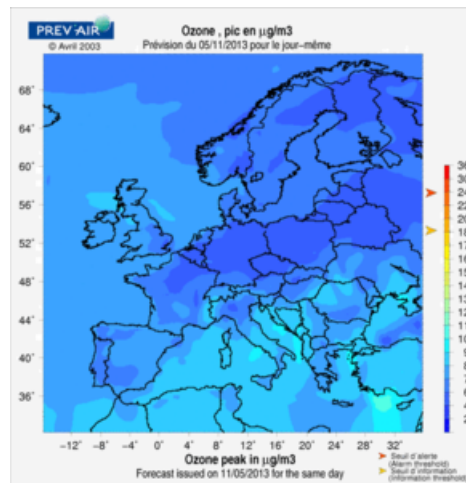 PREV'AIR
© Avril 2003
Ozone , pic en µg/m3
Prévision du 05/11/2013 pour le jour-même
68°
64°
60°
56°
52°
48°
44°
40°
36°
-12° -8° -4° 0° 4° 8° 12° 16° 20° 24° 28° 32°
Ozone peak in µg/m3
Forecast issued on 11/05/2013 for the same day
Seuil d'alerte
(Alarm threshold)
Seuil d'information
(Information threshold)